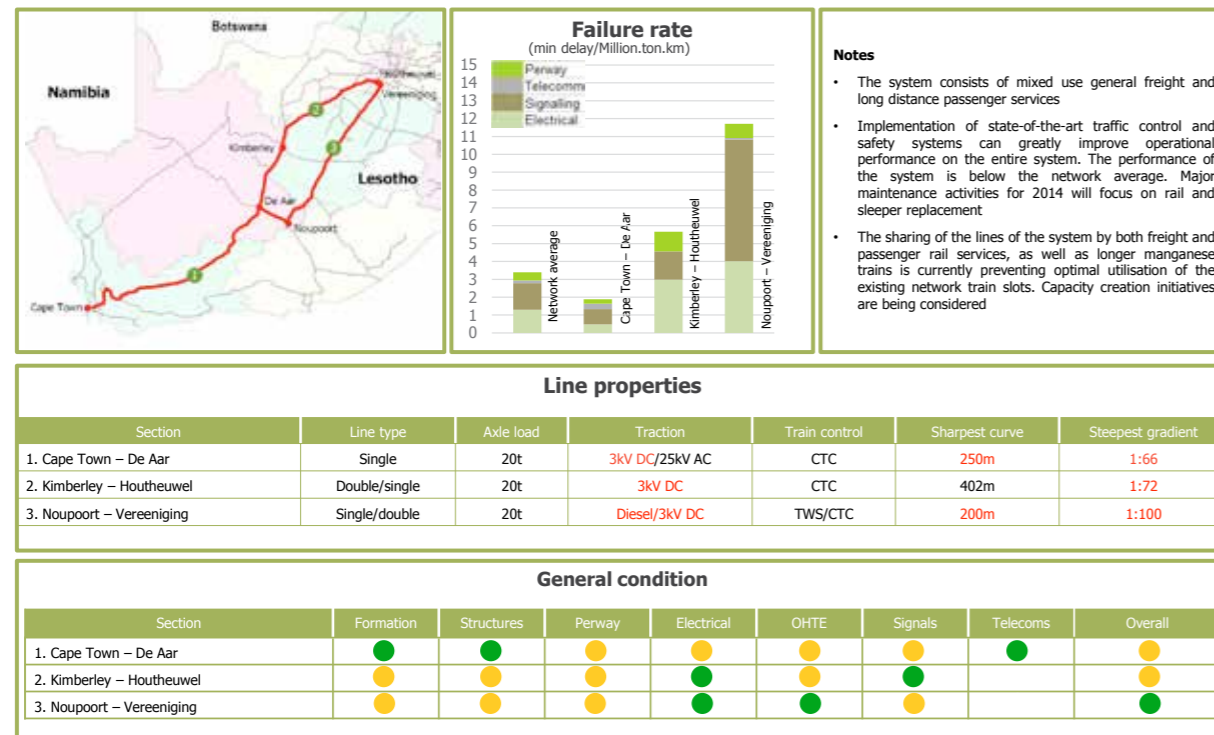 Botswana
Namibia
Houtheuwel
Vereeniging
2
Kimberley
3
Lesotho
De Aar
Noupoort
1
Cape Town
Failure rate
(min delay/Million.ton.km)
15
14
13
12
11
10
9
8
7
6
5
4
3
2
1
0
Perway
Signalling
Electrical
Network average
Cape Town – De Aar
Kimberley – Houtheuwel
Noupoort – Vereeniging
Notes
• The system consists of mixed use general freight and
long distance passenger services
• Implementation of state-of-the-art traffic control and
safety systems can greatly improve operational
performance on the entire system. The performance of
the system is below the network average. Major
maintenance activities for 2014 will focus on rail and
sleeper replacement
• The sharing of the lines of the system by both freight and
passenger rail services, as well as longer manganese
trains is currently preventing optimal utilisation of the
existing network train slots. Capacity creation initiatives
are being considered
Line properties
Section Line type Axle load Traction Train control Sharpest curve Steepest gradient
1. Cape Town – De Aar Single 20t 3kV DC/25kV AC CTC 250m 1:66
2. Kimberley – Houtheuwel Double/single 20t 3kV DC CTC 402m 1:72
3. Noupoort – Vereeniging Single/double 20t Diesel/3kV DC TWS/CTC 200m 1:100
General condition
Section Formation Structures Perway Electrical OHTE Signals Telecoms Overall
1. Cape Town – De Aar
2. Kimberley – Houtheuwel
3. Noupoort – Vereeniging